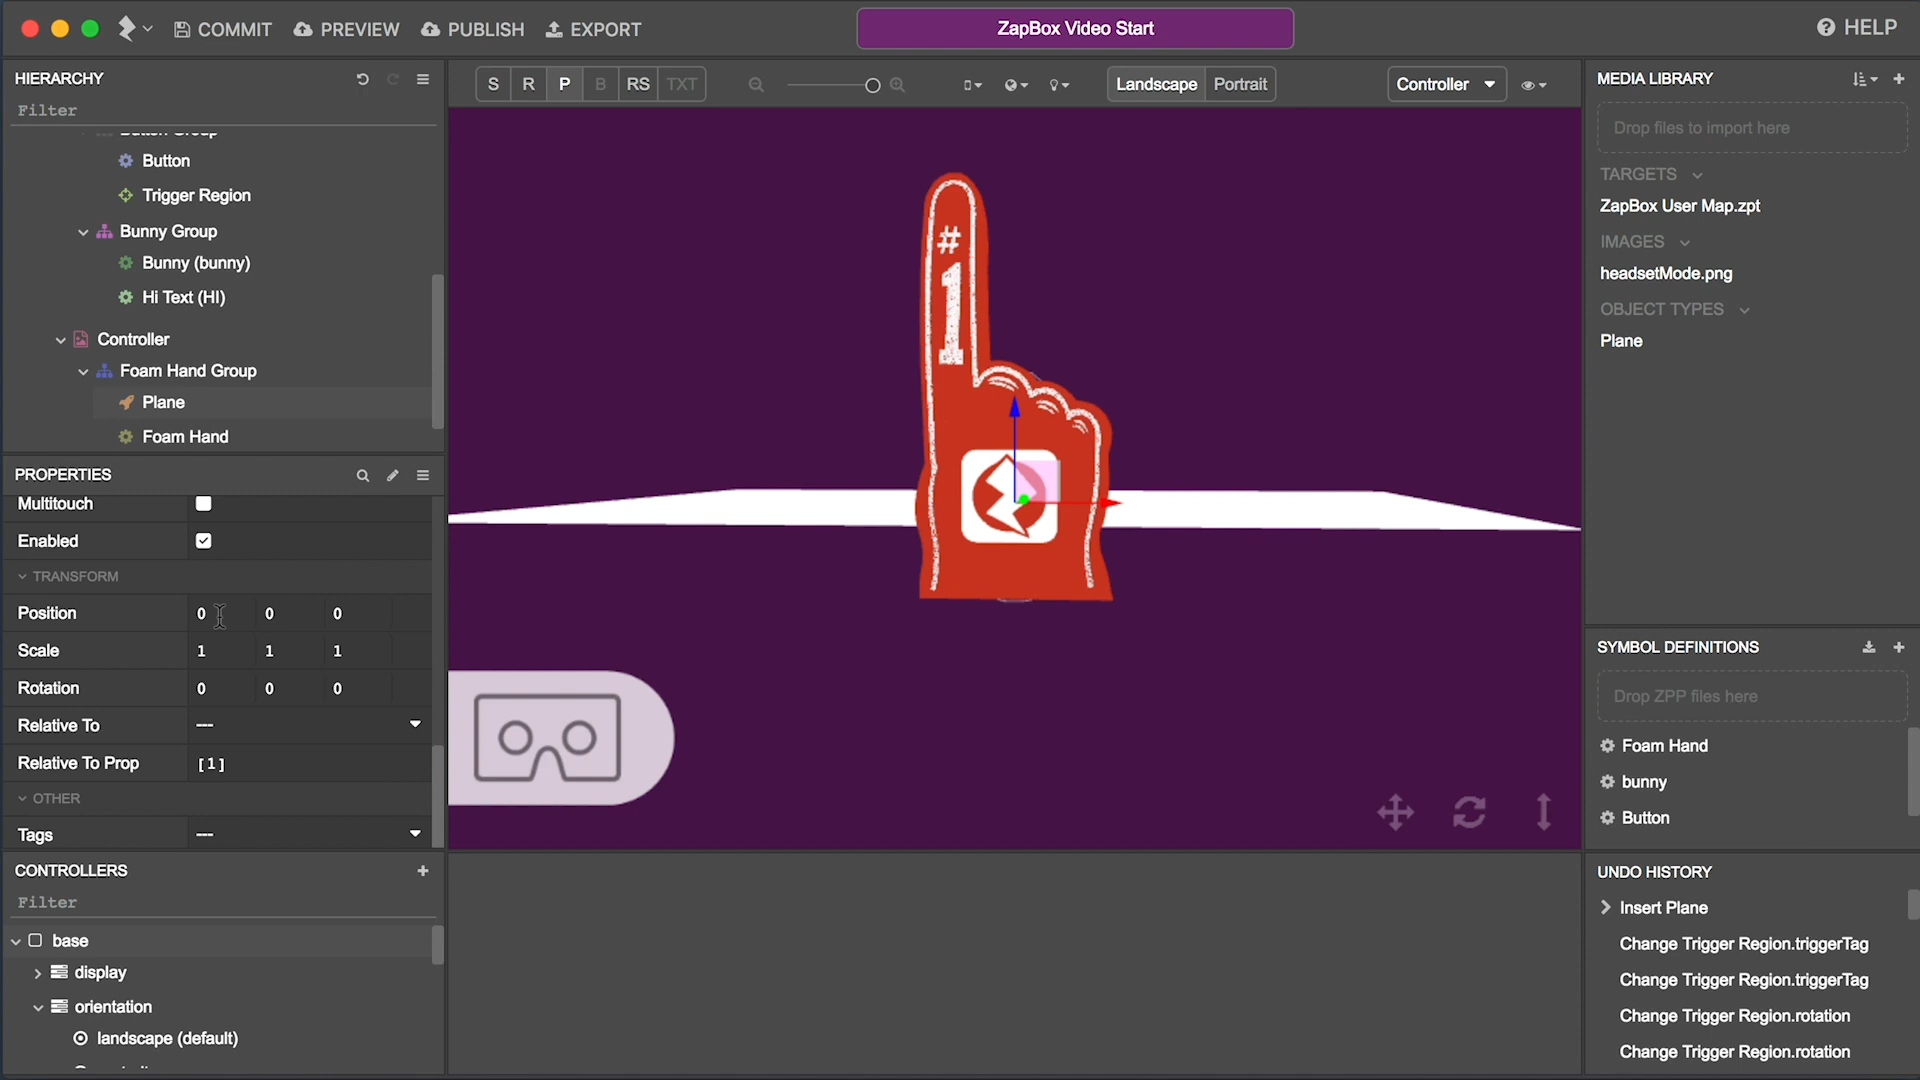 COMMIT PREVIEW PUBLISH EXPORT
ZapBox Video Start
HELP
HIERARCHY
Filter
Button Group
Button
Trigger Region
Bunny Group
Bunny (bunny)
Hi Text (HI)
Controller
Foam Hand Group
Plane
Foam Hand
PROPERTIES
Multitouch
Enabled
TRANSFORM
Position 0 0 0
Scale 1 1 1
Rotation 0 0 0
Relative To ---
Relative To Prop [1]
OTHER
Tags ---
CONTROLLERS
Filter
base
display
orientation
landscape (default)
S R P B RS TXT
Landscape Portrait
Controller
#
1
MEDIA LIBRARY
Drop files to import here
TARGETS
ZapBox User Map.zpt
IMAGES
headsetMode.png
OBJECT TYPES
Plane
SYMBOL DEFINITIONS
Drop ZPP files here
Foam Hand
bunny
Button
UNDO HISTORY
Insert Plane
Change Trigger Region.triggerTag
Change Trigger Region.triggerTag
Change Trigger Region.rotation
Change Trigger Region.rotation